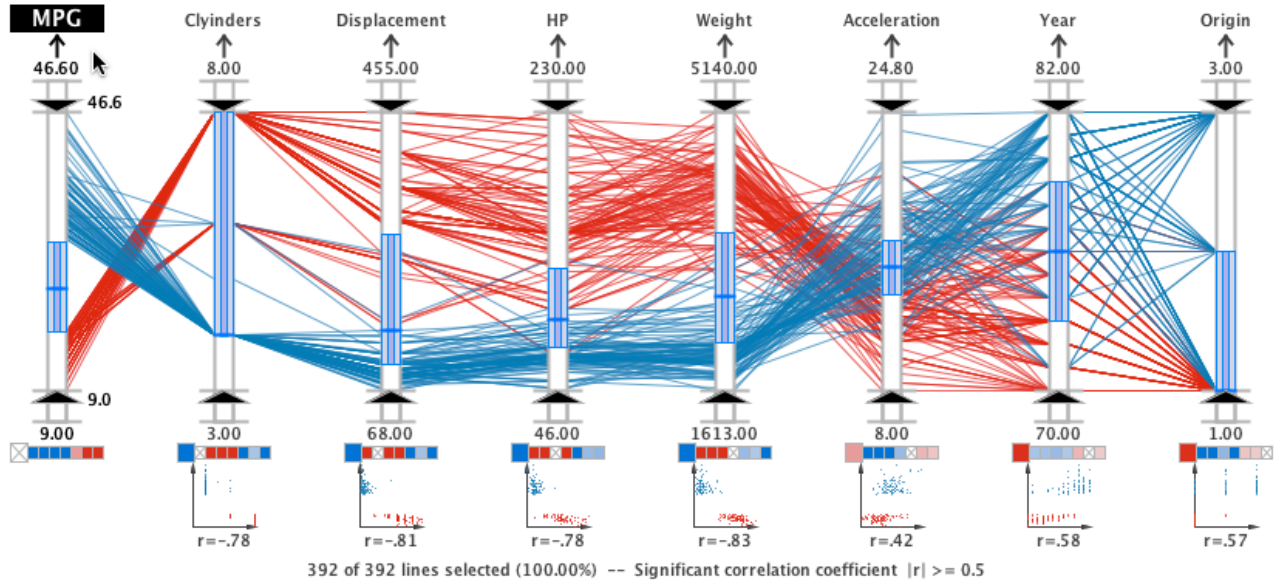 MPG Clyinders Displacement HP Weight Acceleration Year Origin
46.60 8.00 455.00 230.00 5140.00 24.80 82.00 3.00
46.6
9.0
9.00 3.00 68.00 46.00 1613.00 8.00 70.00 1.00
r=-.78 r=-.81 r=-.78 r=-.83 r=.42 r=.58 r=.57
392 of 392 lines selected (100.00%) -- Significant correlation coefficient |r| >= 0.5